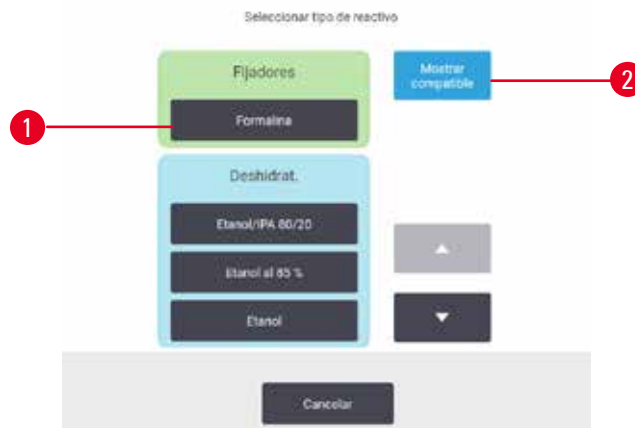 Seleccionar tipo de reactivo
Fijadores
Mostrar
compatible
1
Formalina
2
Deshidrat.
Etanol/IPA 80/20
Etanol al 85 %
Etanol
Cancelar